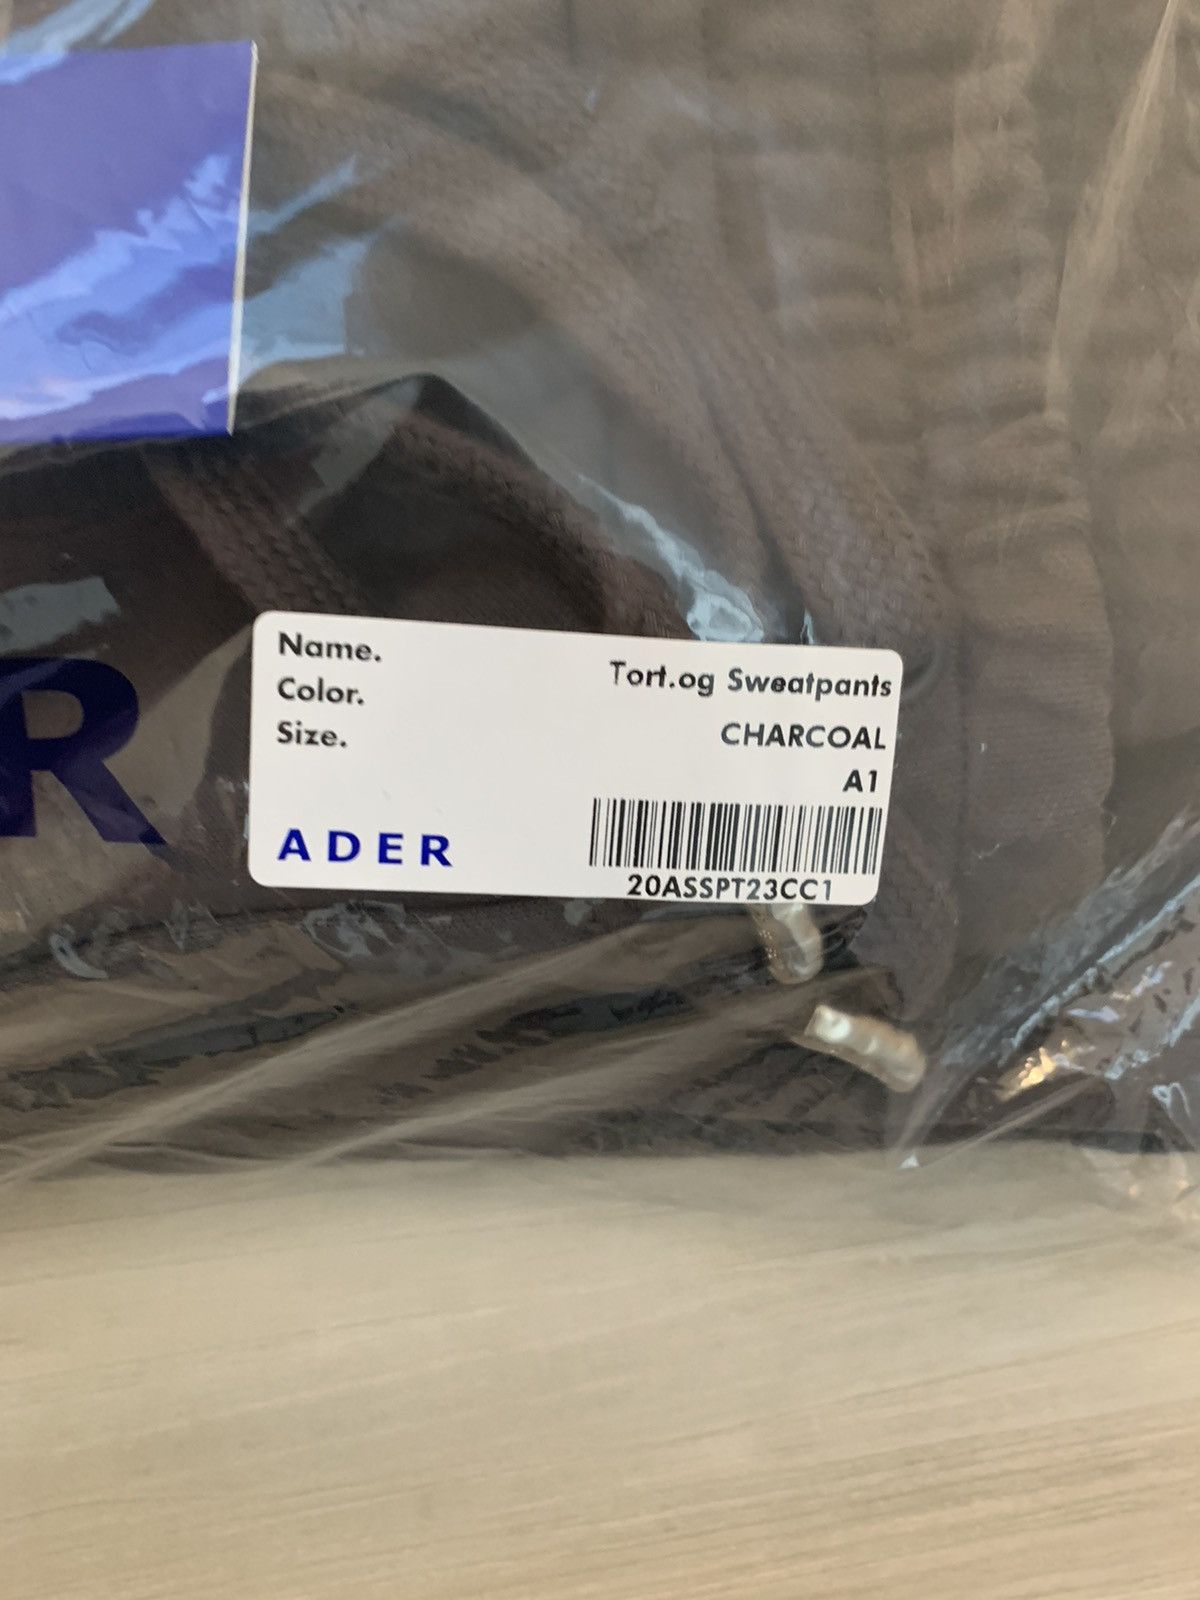 Name.
Tort.og Sweatpants
Color.
CHARCOAL
Size.
A1
ADER
20ASSPT23CC1
R